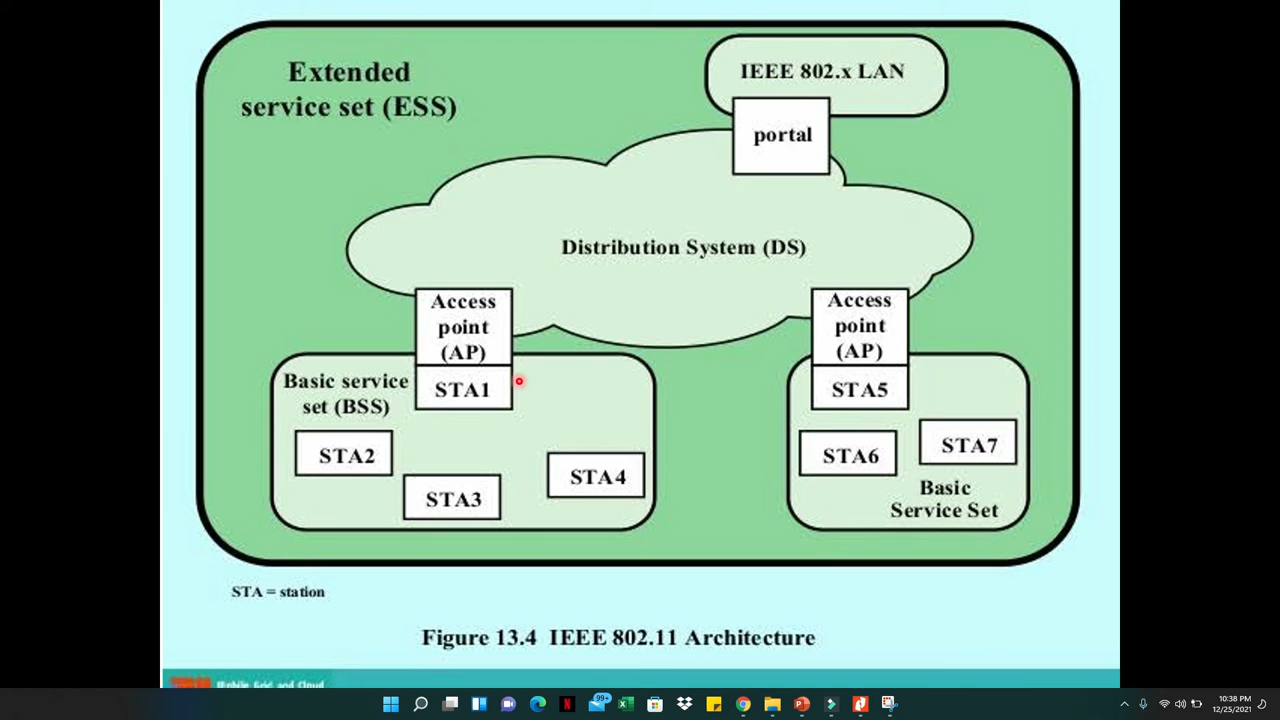 Extended
service set (ESS)
IEEE 802.x LAN
portal
Distribution System (DS)
Access
point
(AP)
STA1
Basic service
set (BSS)
STA2
STA3
STA4
Access
point
(AP)
STA5
STA6
STA7
Basic
Service Set
STA = station
Figure 13.4 IEEE 802.11 Architecture
99+
10:38 PM
12/25/2021